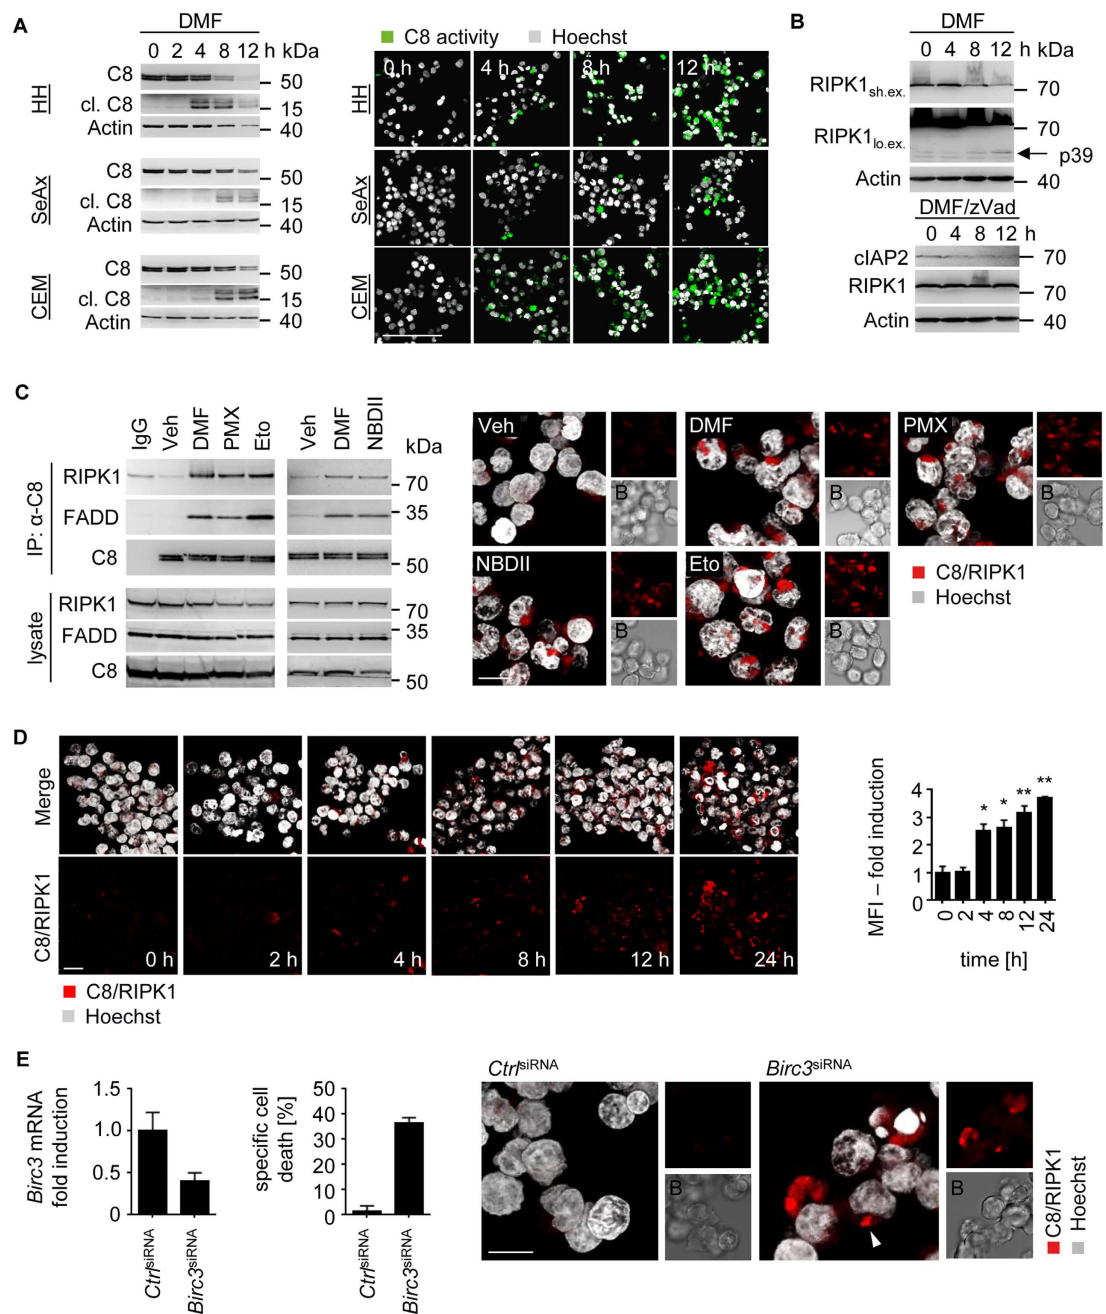 A
DMF
0 2 4 8 12 h kDa
HH
C8
50
cl. C8
15
Actin
40
SeAx
C8
50
cl. C8
15
Actin
40
CEM
C8
50
cl. C8
15
Actin
40
C8 activity Hoechst
0 h 4 h 8 h 12 h
HH
SeAx
CEM
B
DMF
0 4 8 12 h kDa
RIPK1sh.ex.
70
RIPK1lo.ex.
70
p39
Actin
40
DMF/zVad
0 4 8 12 h
cIAP2
70
RIPK1
70
Actin
40
C
IgG Veh DMF PMX Eto Veh DMF NBDII kDa
IP: α-C8
RIPK1
70
FADD
35
C8
50
lysate
RIPK1
70
FADD
35
C8
50
Veh
B
DMF
B
PMX
B
NBDII
B
Eto
B
C8/RIPK1
Hoechst
D
Merge
C8/RIPK1
0 h 2 h 4 h 8 h 12 h 24 h
C8/RIPK1
Hoechst
MFI – fold induction
4
3
2
1
0
* * ** **
0 2 4 8 12 24
time [h]
E
Birc3 mRNA
fold induction
1.5
1.0
0.5
0.0
CtrlsiRNA
Birc3siRNA
specific cell
death [%]
50
40
30
20
10
0
CtrlsiRNA
Birc3siRNA
CtrlsiRNA
B
Birc3siRNA
B
C8/RIPK1
Hoechst